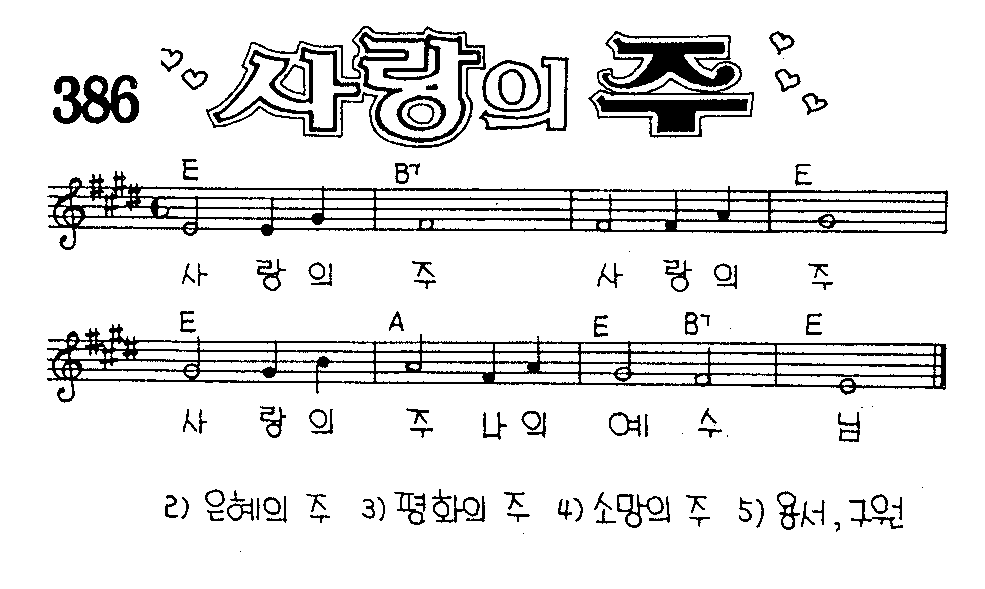 386 사랑의 주
E B7 E
사 랑 의 주 사 랑 의 주
E A E B7 E
사 랑 의 주 나 의 예 수 님
2) 은혜의 주 3) 평화의 주 4) 소망의 주 5) 용서, 구원